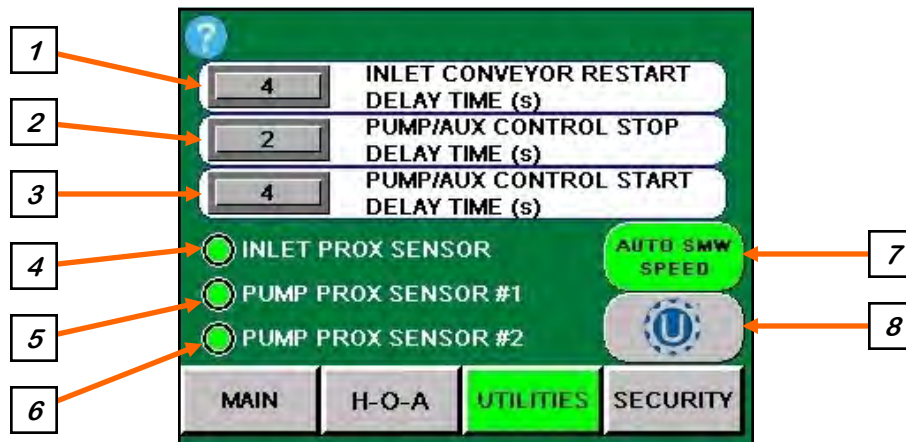 ?
1
4
INLET CONVEYOR RESTART
DELAY TIME (s)
2
2
PUMP/AUX CONTROL STOP
DELAY TIME (s)
3
4
PUMP/AUX CONTROL START
DELAY TIME (s)
4
INLET PROX SENSOR
AUTO SMW
SPEED
7
5
PUMP PROX SENSOR #1
6
PUMP PROX SENSOR #2
U
8
MAIN
H-O-A
UTILITIES
SECURITY